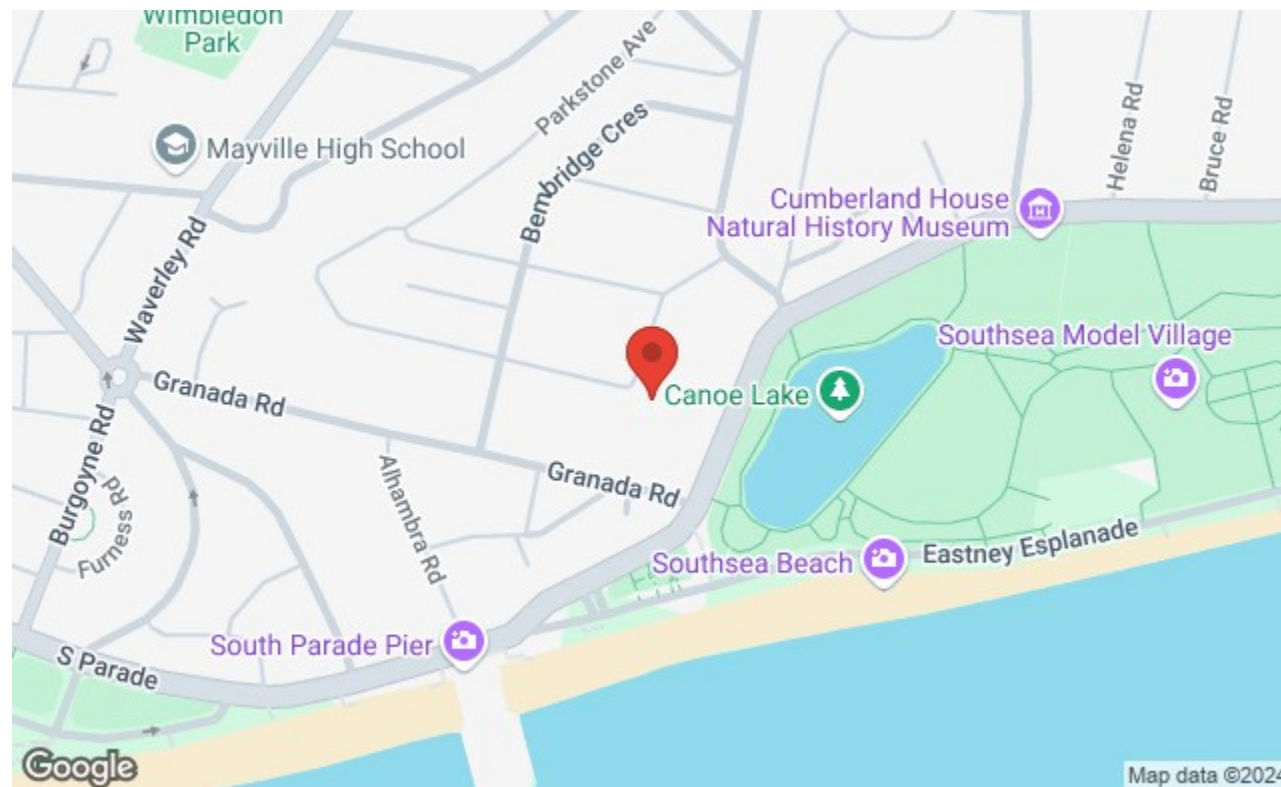 Wimbledon
Park
Parkstone Ave
Mayville High School
Bembridge Cres
Helena Rd
Bruce Rd
Cumberland House
Natural History Museum
Waverley Rd
Southsea Model Village
Granada Rd
Canoe Lake
Burgoyne Rd
Furness Rd
Alhambra Rd
Granada Rd
Eastney Esplanade
Southsea Beach
South Parade Pier
S Parade
Google
Map data ©2024